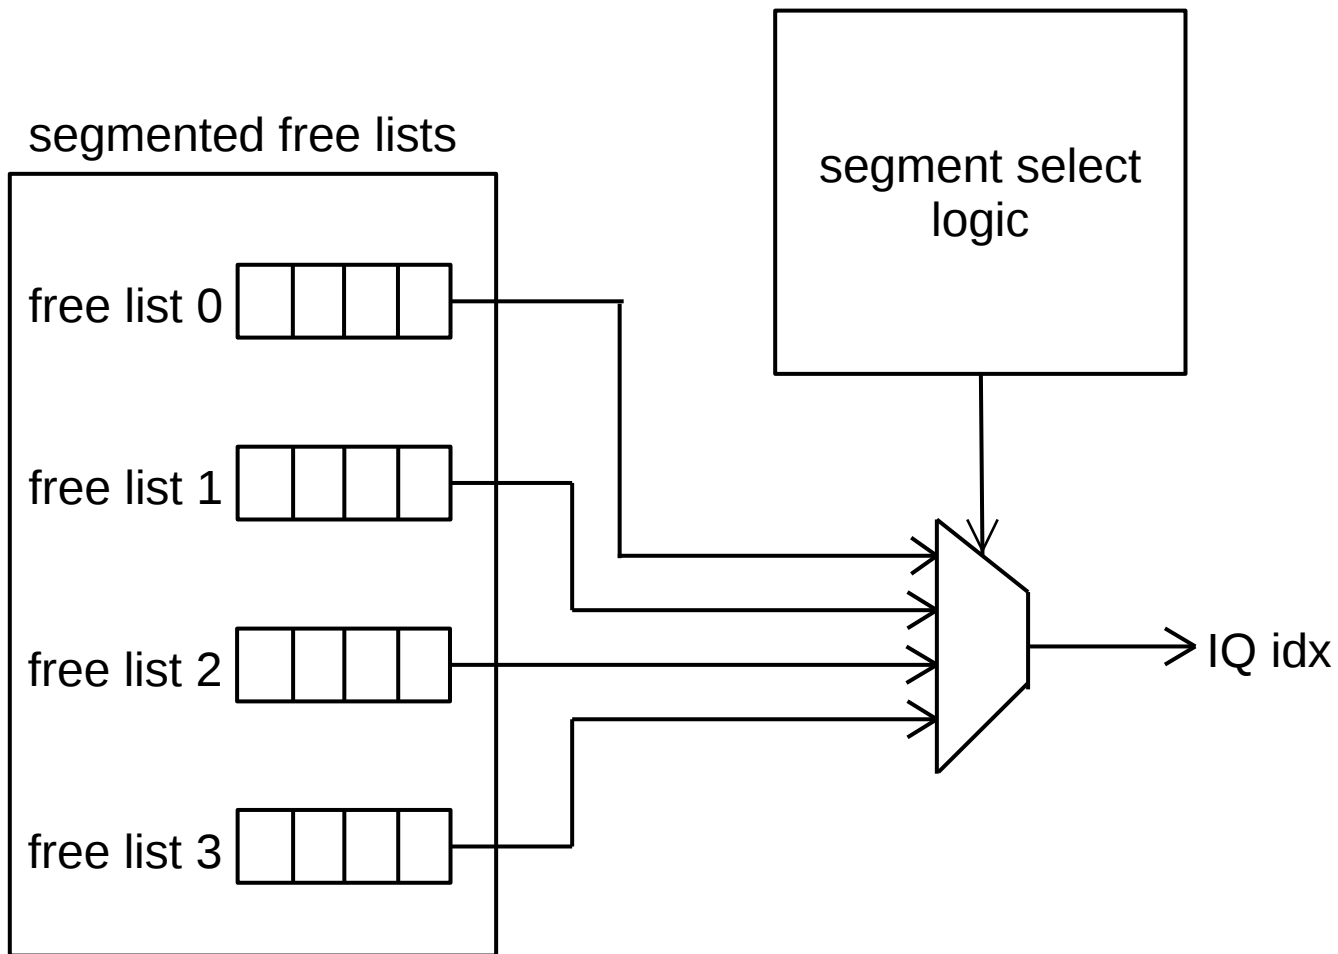 segmented free lists
segment select
logic
free list 0
free list 1
free list 2
free list 3
IQ idx